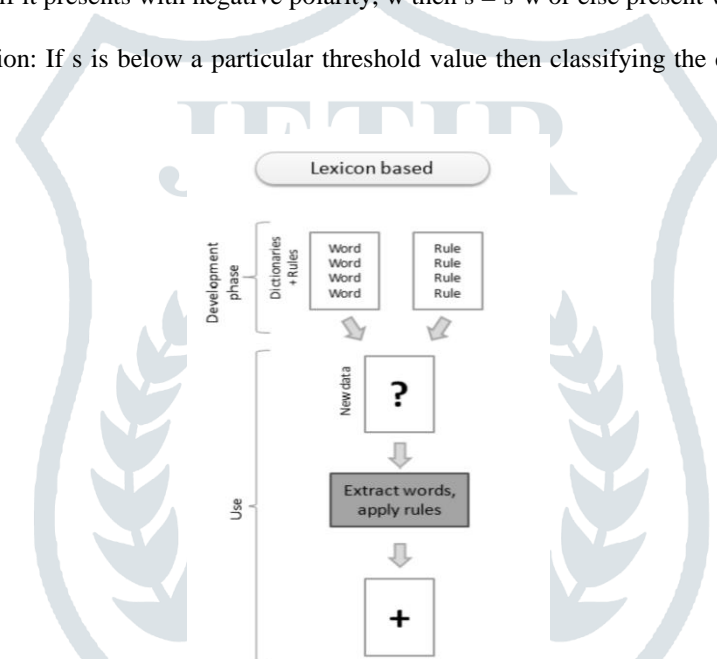 it presents with negative polarity, w then s = s-w or else present
ion: If s is below a particular threshold value then classifying the
JETIR
Lexicon based
Development
phase
Dictionaries
+ Rules
Word
Word
Word
Word
Rule
Rule
Rule
Rule
New data
?
Use
Extract words,
apply rules
+